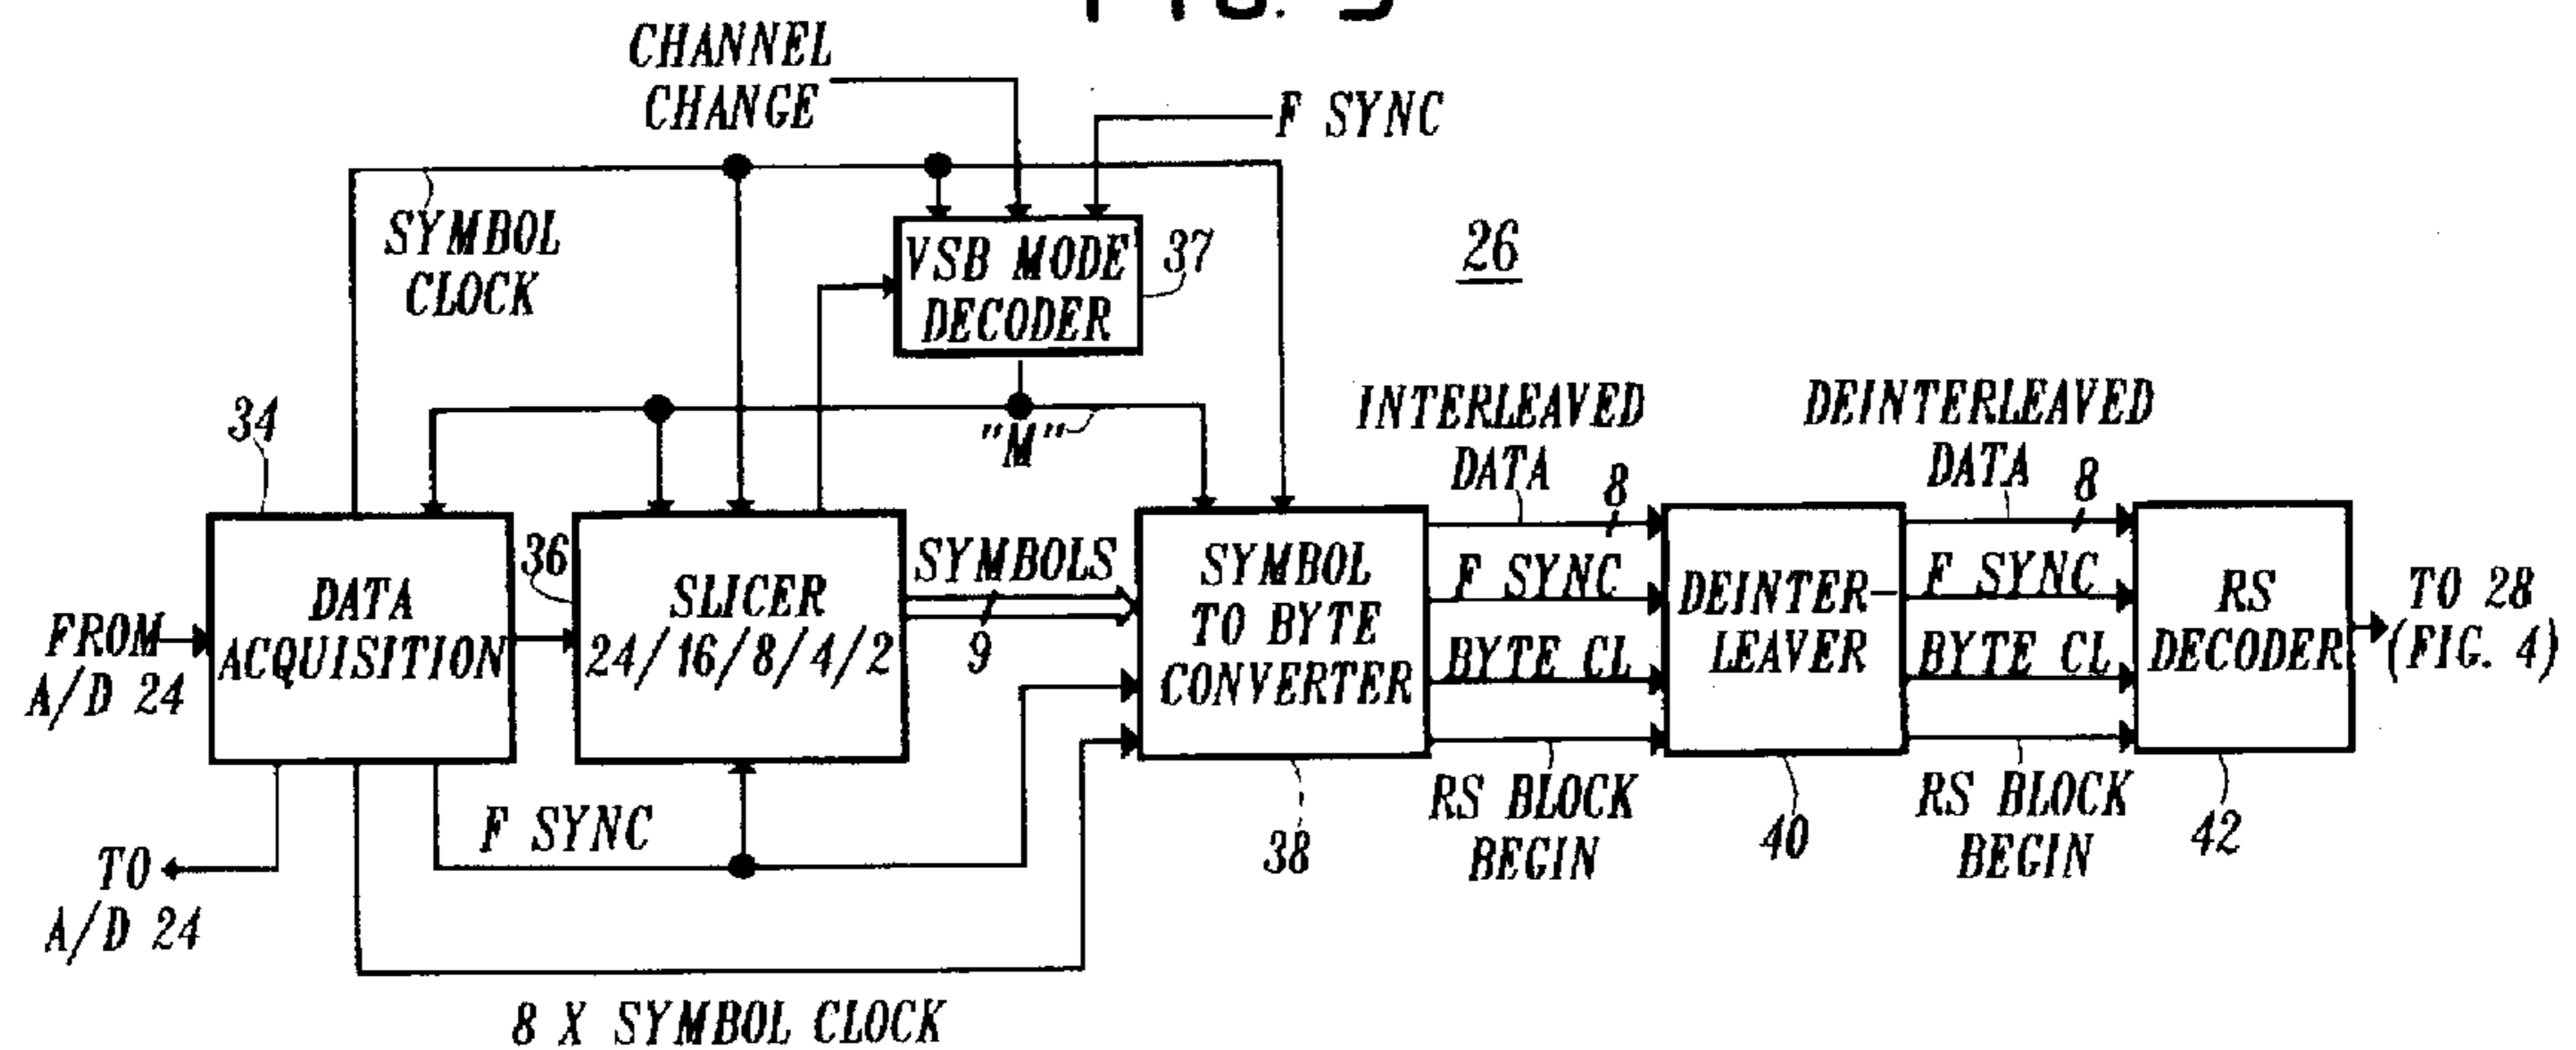 CHANNEL
CHANGE
F SYNC
SYMBOL
CLOCK
VSB MODE
DECODER
37
26
34
"M"
INTERLEAVED
DATA
8
DEINTERLEAVED
DATA
8
FROM
A/D 24
DATA
ACQUISITION
36
SLICER
24/16/8/4/2
SYMBOLS
9
SYMBOL
TO BYTE
CONVERTER
F SYNC
BYTE CL
RS BLOCK
BEGIN
DEINTER-
LEAVER
F SYNC
BYTE CL
RS BLOCK
BEGIN
RS
DECODER
TO 28
(FIG. 4)
TO
A/D 24
F SYNC
38
40
42
8 X SYMBOL CLOCK